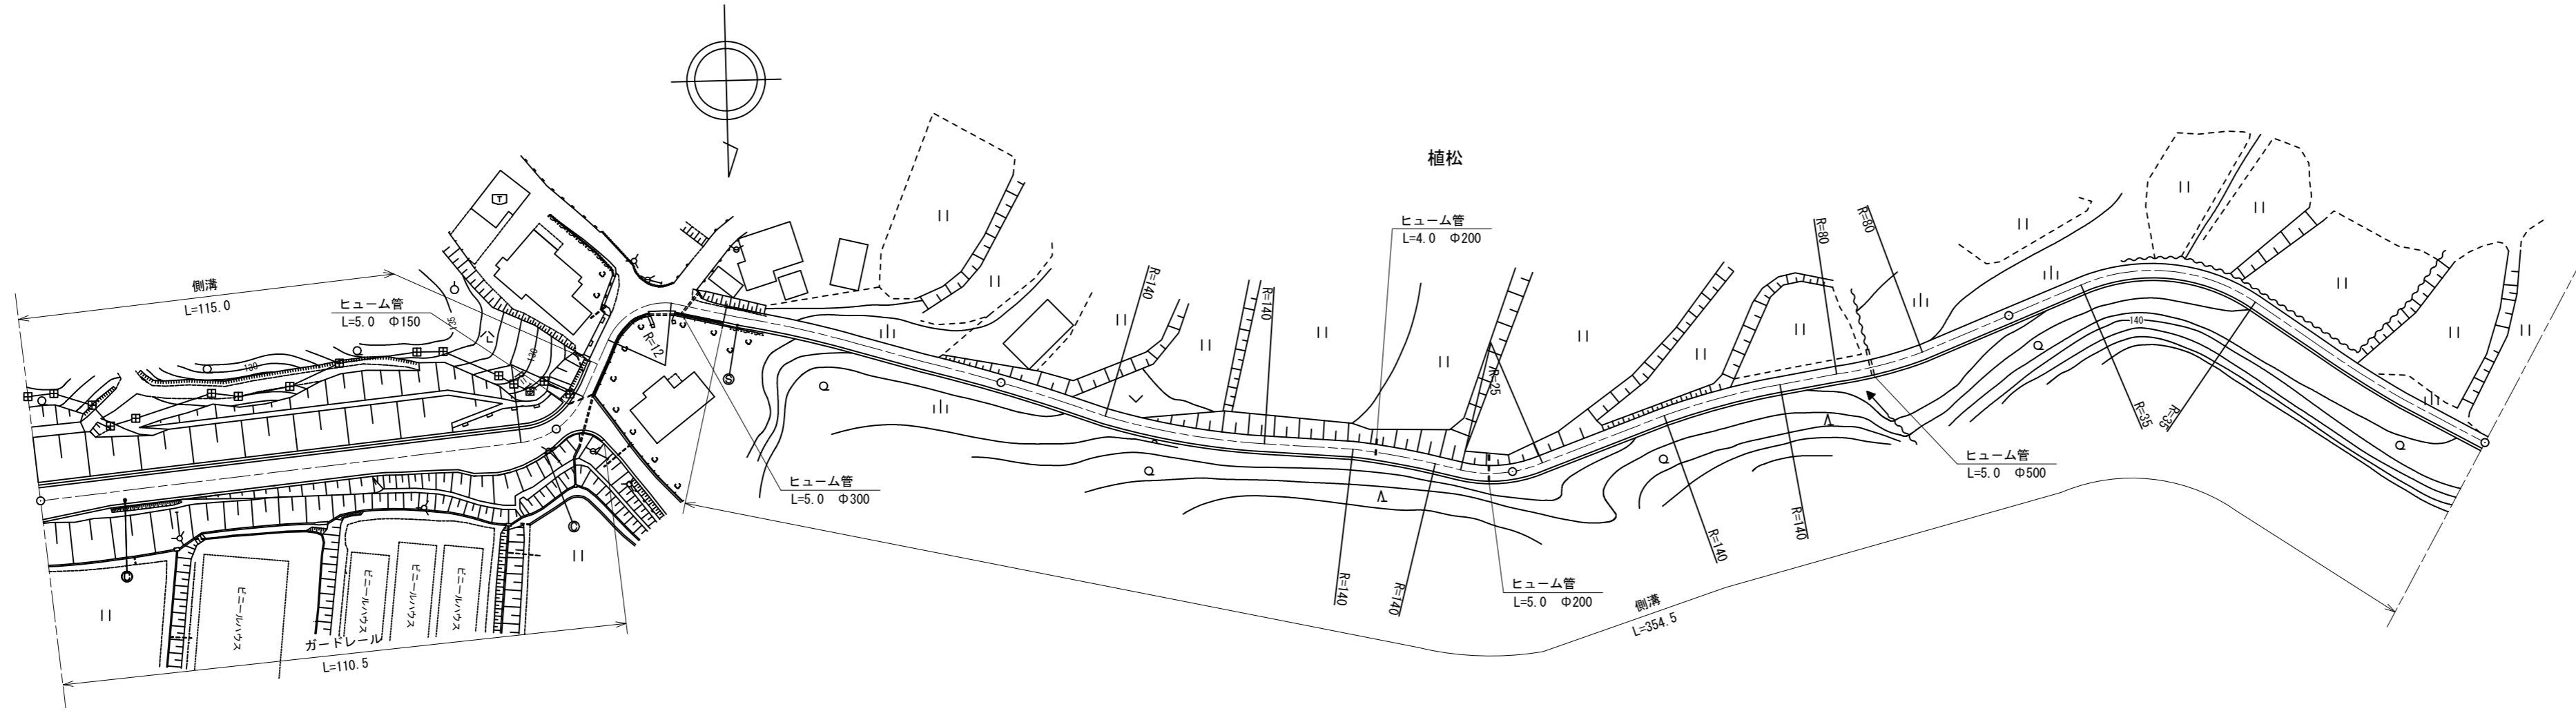 植松
側溝
L=115.0
ヒューム管
L=5.0 Φ150
136
130
130
R=12
ヒューム管
L=4.0 Φ200
R=140
R=140
R=25
R=80
R=80
140
R=35
R=35
ヒューム管
L=5.0 Φ300
R=140
R=140
R=140
R=140
ヒューム管
L=5.0 Φ500
ヒューム管
L=5.0 Φ200
側溝
L=354.5
ビニールハウス
ビニールハウス
ビニールハウス
ビニールハウス
ガードレール
L=110.5
T
S
C
C